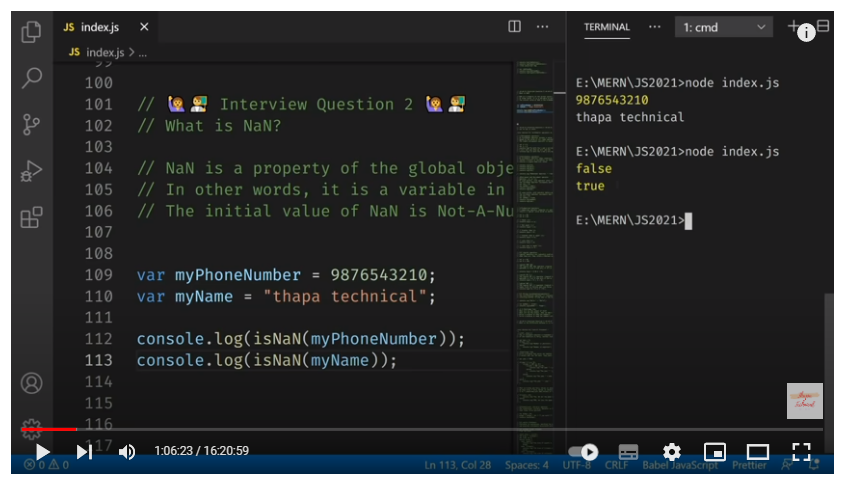 JS index.js ×
JS index.js > ...
100
101 // 🙋‍♀️ 👨‍🏫 Interview Question 2 🙋‍♀️ 👨‍🏫
102 // What is NaN?
103
104 // NaN is a property of the global obje
105 // In other words, it is a variable in
106 // The initial value of NaN is Not-A-Nu
107
108
109 var myPhoneNumber = 9876543210;
110 var myName = "thapa technical";
111
112 console.log(isNaN(myPhoneNumber));
113 console.log(isNaN(myName));
114
115
116
117
TERMINAL ... 1: cmd
E:\MERN\JS2021>node index.js
9876543210
thapa technical
E:\MERN\JS2021>node index.js
false
true
E:\MERN\JS2021>
1:06:23 / 16:20:59
0 0 Ln 113, Col 28 Spaces: 4 UTF-8 CRLF Babel JavaScript Prettier